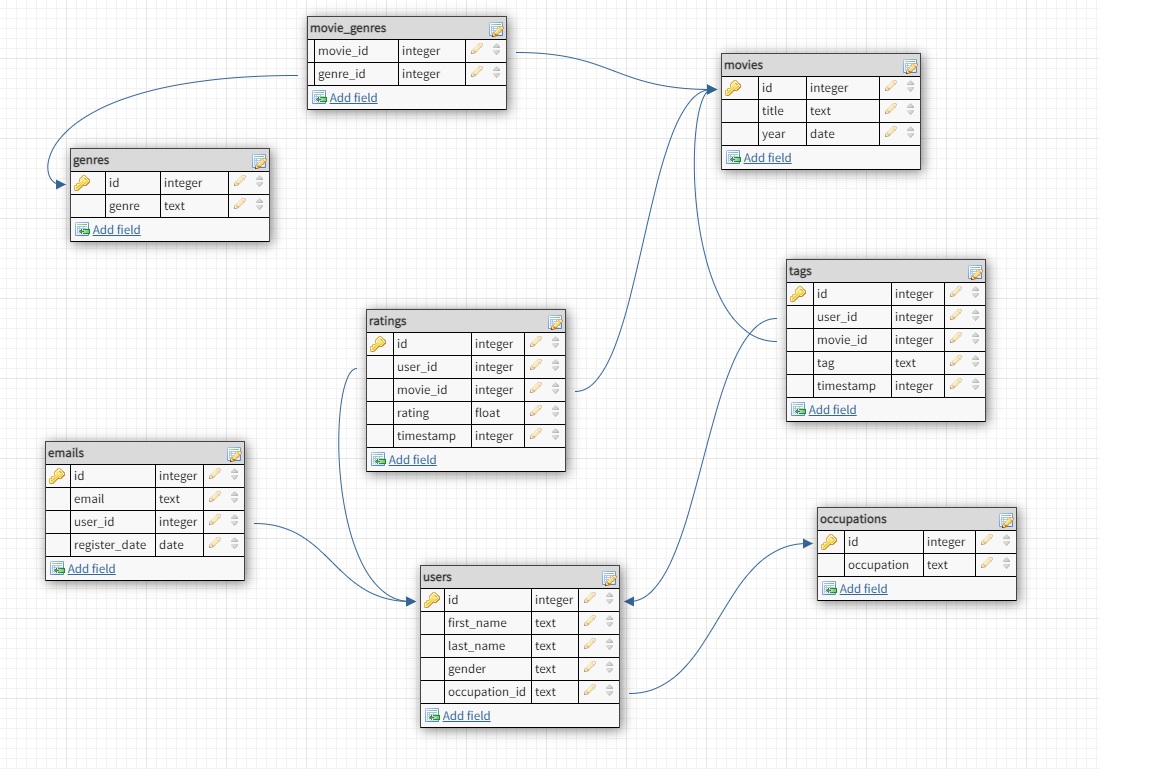 movie_genres
movie_id integer
genre_id integer
Add field
movies
id integer
title text
year date
Add field
genres
id integer
genre text
Add field
tags
id integer
user_id integer
movie_id integer
tag text
timestamp integer
Add field
ratings
id integer
user_id integer
movie_id integer
rating float
timestamp integer
Add field
emails
id integer
email text
user_id integer
register_date date
Add field
occupations
id integer
occupation text
Add field
users
id integer
first_name text
last_name text
gender text
occupation_id text
Add field